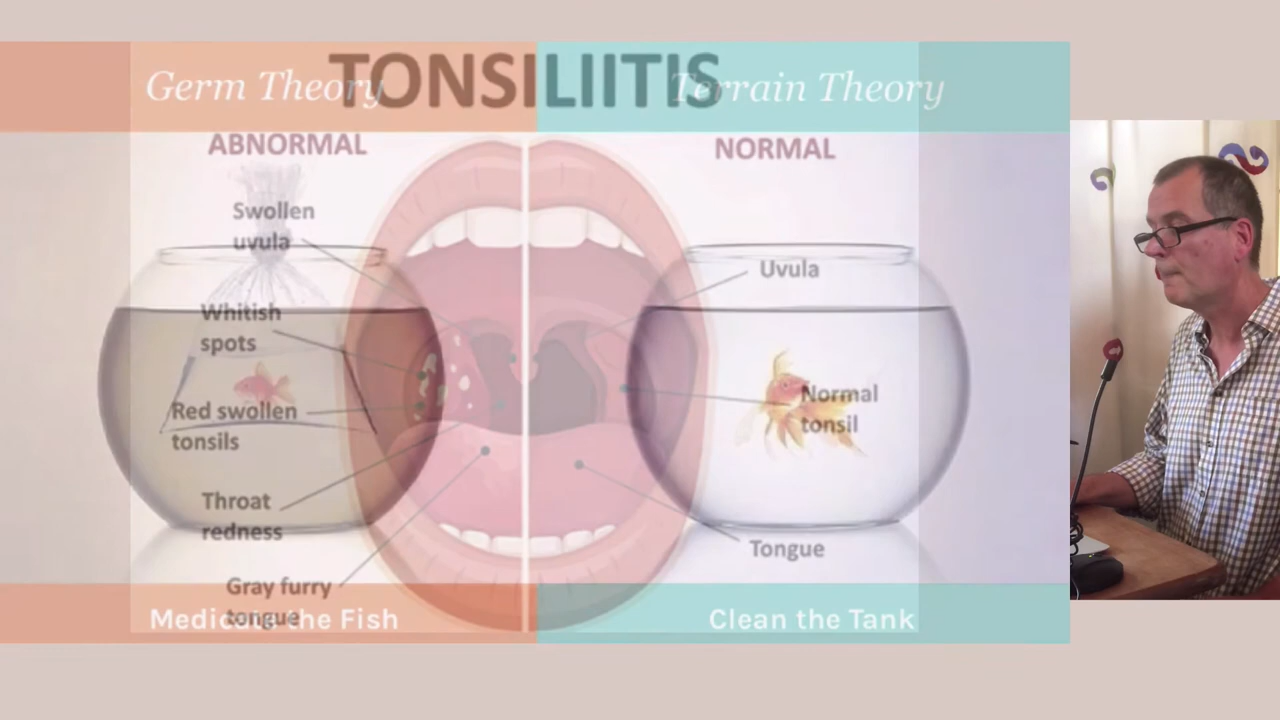 TONSILIITIS
Germ Theory
Terrain Theory
ABNORMAL
NORMAL
Swollen
uvula
Uvula
Whitish
spots
Normal
tonsil
Red swollen
tonsils
Throat
redness
Tongue
Gray furry
tongue
Medicate the Fish
Clean the Tank